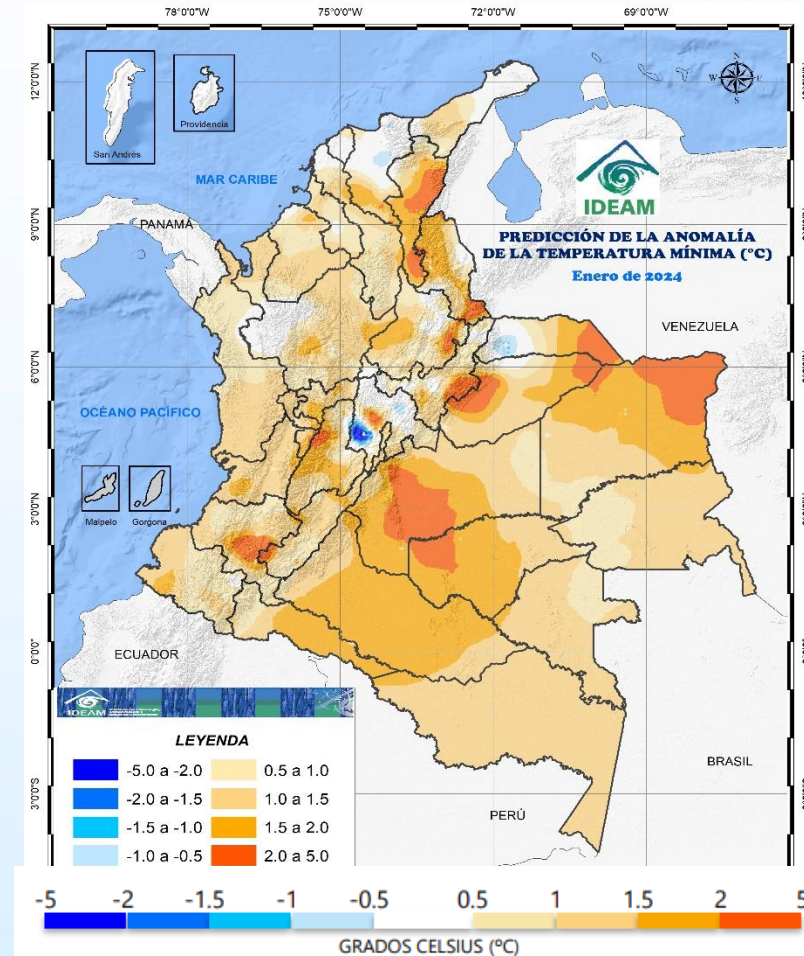 78°0'0"W 75°0'0"W 72°0'0"W 69°0'0"W
12°0'0"N
9°0'0"N
6°0'0"N
3°0'0"N
0°0'0"
3°0'0"S
N
W E
S
San Andrés
Providencia
MAR CARIBE
PANAMÁ
IDEAM
PREDICCIÓN DE LA ANOMALÍA
DE LA TEMPERATURA MÍNIMA (°C)
Enero de 2024
VENEZUELA
OCÉANO PACÍFICO
Malpelo
Gorgona
ECUADOR
BRASIL
PERÚ
IDEAM
LEYENDA
-5.0 a -2.0 0.5 a 1.0
-2.0 a -1.5 1.0 a 1.5
-1.5 a -1.0 1.5 a 2.0
-1.0 a -0.5 2.0 a 5.0
-5 -2 -1.5 -1 -0.5 0.5 1 1.5 2 5
GRADOS CELSIUS (ºC)